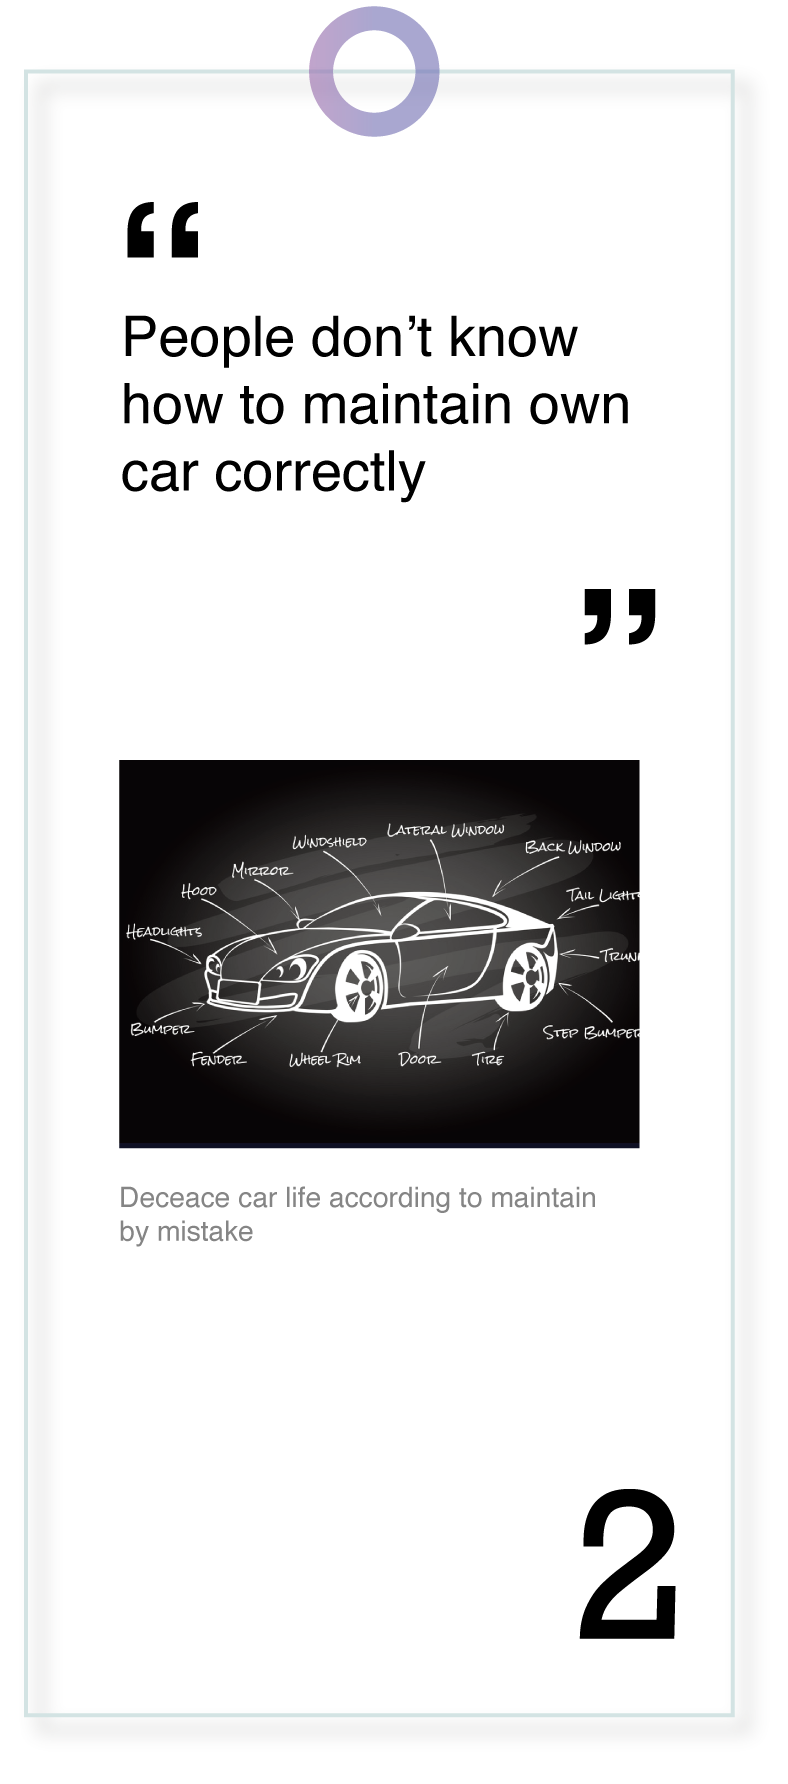 “
People don’t know
how to maintain own
car correctly
”
Lateral Window
Windshield
Back Window
Mirror
Hood
Tail Light
Headlights
Bumper
Step Bumper
Fender
Wheel Rim
Door
Tire
Deceace car life according to maintain
by mistake
2